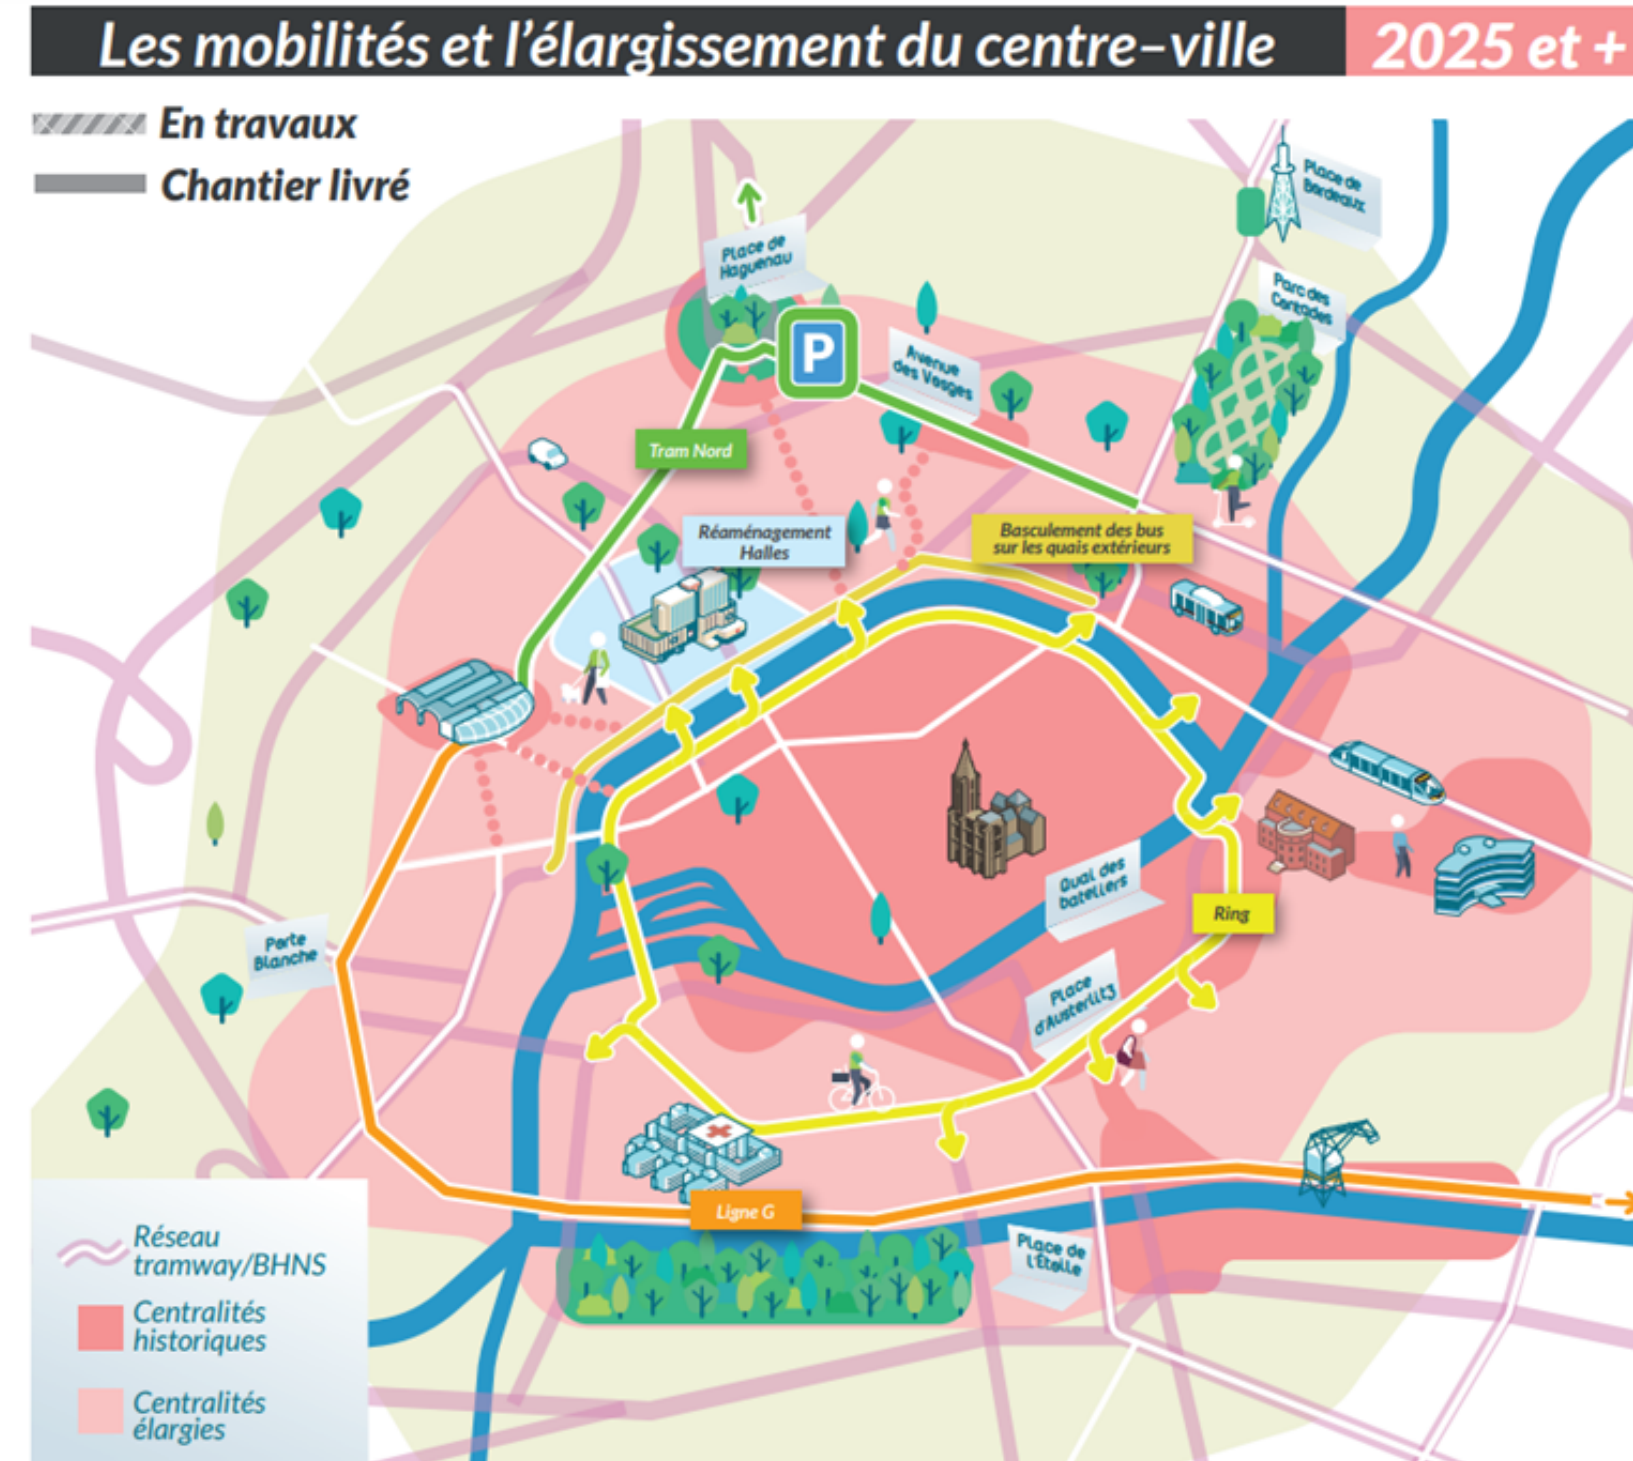 Les mobilités et l’élargissement du centre–ville
2025 et +
En travaux
Chantier livré
Place de
Bordeaux
Place de
Haguenau
Parc des
Contades
P
Avenue
des Vosges
Tram Nord
Réaménagement
Halles
Basculement des bus
sur les quais extérieurs
Quai des
bateliers
Ring
Porte
Blanche
Place
d'Austerlitz
Ligne G
Place de
l'Étoile
Réseau
tramway/BHNS
Centralités
historiques
Centralités
élargies